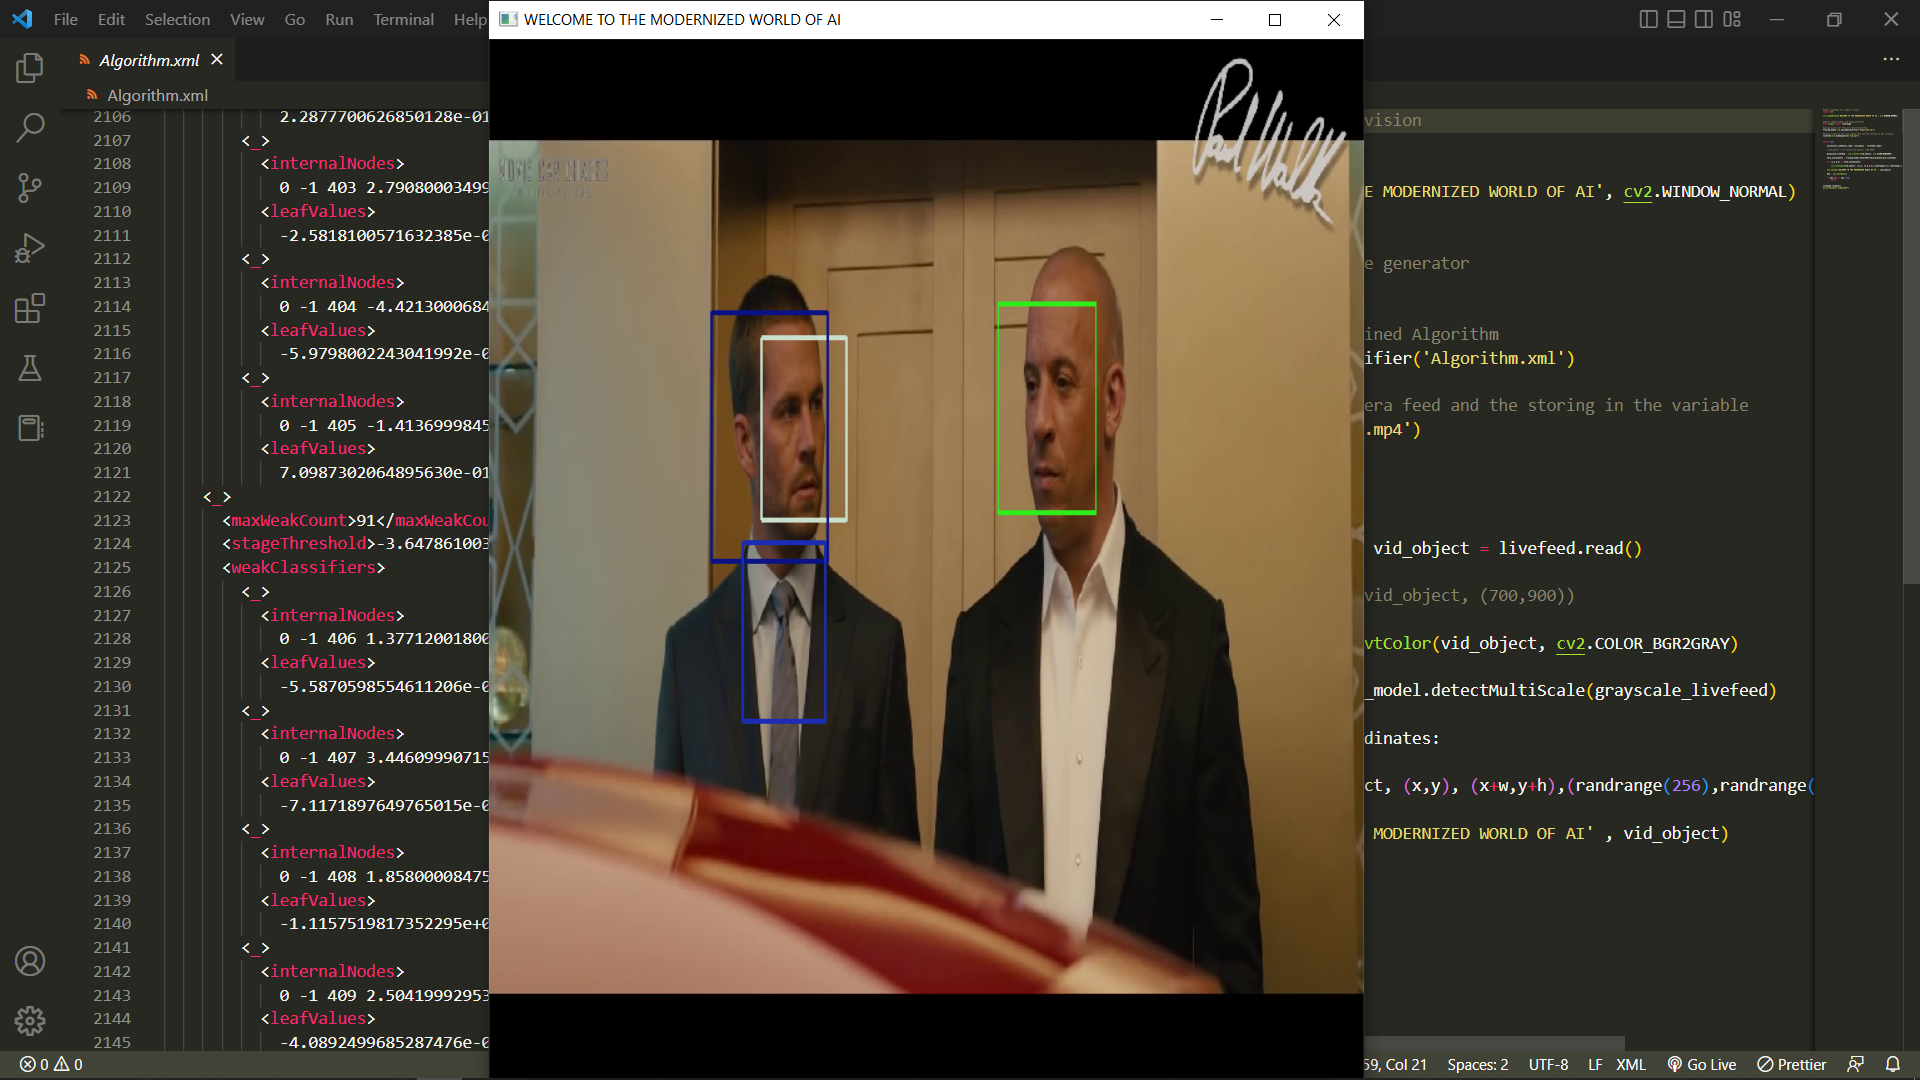 File Edit Selection View Go Run Terminal Help
WELCOME TO THE MODERNIZED WORLD OF AI
Algorithm.xml
Algorithm.xml
2106 2.2877700626850128e-01
2107 <_>
2108 <internalNodes>
2109 0 -1 403 2.79080003499
2110 <leafValues>
2111 -2.5818100571632385e-0
2112 <_>
2113 <internalNodes>
2114 0 -1 404 -4.4213000684
2115 <leafValues>
2116 -5.9798002243041992e-0
2117 <_>
2118 <internalNodes>
2119 0 -1 405 -1.4136999845
2120 <leafValues>
2121 7.0987302064895630e-01
2122 <_>
2123 <maxWeakCount>91</maxWeakCou
2124 <stageThreshold>-3.647861003
2125 <weakClassifiers>
2126 <_>
2127 <internalNodes>
2128 0 -1 406 1.37712001800
2129 <leafValues>
2130 -5.5870598554611206e-0
2131 <_>
2132 <internalNodes>
2133 0 -1 407 3.44609990715
2134 <leafValues>
2135 -7.1171897649765015e-0
2136 <_>
2137 <internalNodes>
2138 0 -1 408 1.85800008475
2139 <leafValues>
2140 -1.1157519817352295e+0
2141 <_>
2142 <internalNodes>
2143 0 -1 409 2.50419992953
2144 <leafValues>
2145 -4.0892499685287476e-0
Paul Walker
MOVIE CAR CHASES
vision
E MODERNIZED WORLD OF AI', cv2.WINDOW_NORMAL)
e generator
ined Algorithm
ifier('Algorithm.xml')
era feed and the storing in the variable
.mp4')
vid_object = livefeed.read()
vid_object, (700,900))
vtColor(vid_object, cv2.COLOR_BGR2GRAY)
_model.detectMultiScale(grayscale_livefeed)
dinates:
ct, (x,y), (x+w,y+h),(randrange(256),randrange(
MODERNIZED WORLD OF AI' , vid_object)
0 0
59, Col 21 Spaces: 2 UTF-8 LF XML Go Live Prettier